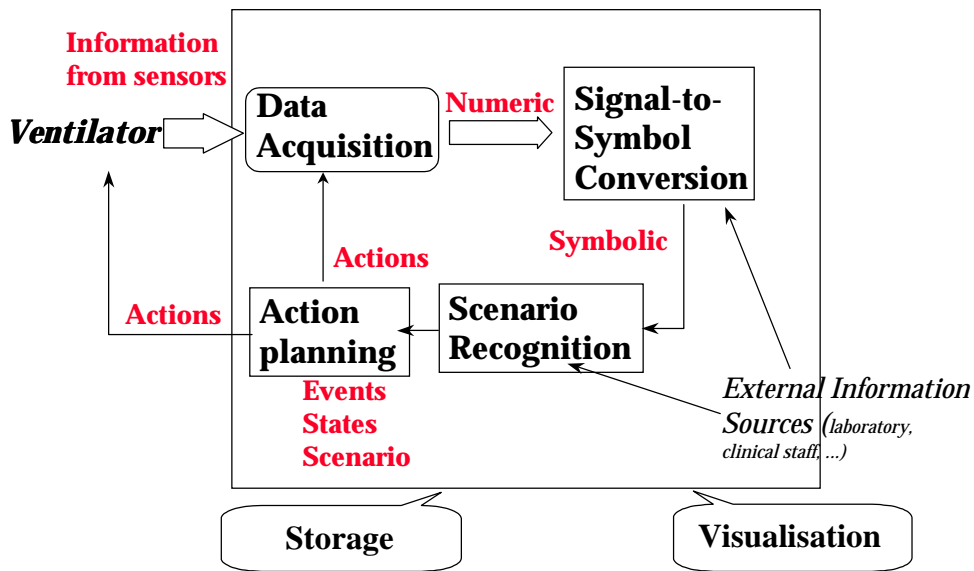 Information
from sensors
Ventilator
Data
Acquisition
Numeric
Signal-to-
Symbol
Conversion
Symbolic
Actions
Actions
Action
planning
Scenario
Recognition
Events
States
Scenario
External Information
Sources (laboratory,
clinical staff, ...)
Storage
Visualisation